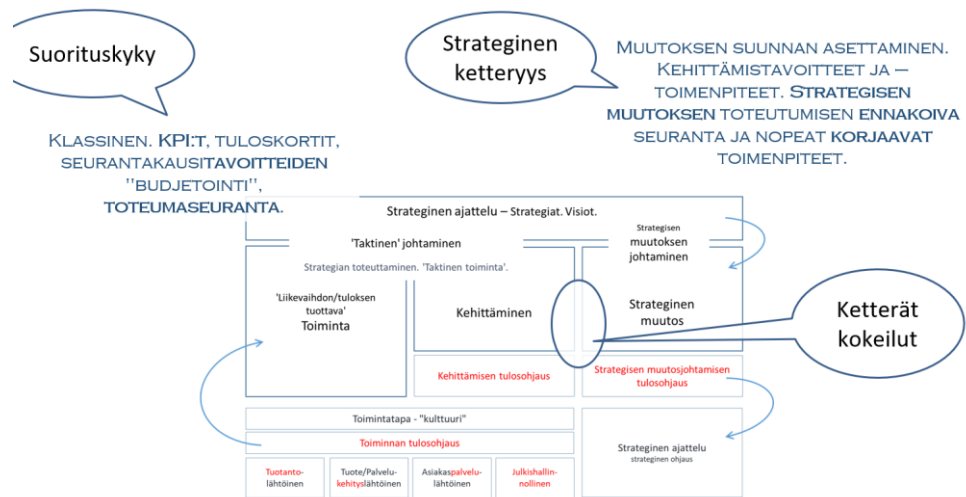 Suorituskyky
KLASSINEN. KPI:T, TULOSKORTIT,
SEURANTAKAUSITAVOITTEIDEN
"BUDJETOINTI",
TOTEUMASEURANTA.
Strateginen
ketteryys
MUUTOKSEN SUUNNAN ASETTAMINEN.
KEHITTÄMISTAVOITTEET JA –
TOIMENPITEET. STRATEGISEN
MUUTOKSEN TOTEUTUMISEN ENNAKOIVA
SEURANTA JA NOPEAT KORJAAVAT
TOIMENPITEET.
Strateginen ajattelu – Strategiat. Visiot.
'Taktinen' johtaminen
Strategian toteuttaminen. 'Taktinen toiminta'.
Strategisen
muutoksen
johtaminen
'Liikevaihdon/tuloksen
tuottava'
Toiminta
Kehittäminen
Strateginen
muutos
Ketterät
kokeilut
Kehittämisen tulosohjaus
Strategisen muutosjohtamisen
tulosohjaus
Toimintatapa - "kulttuuri"
Toiminnan tulosohjaus
Strateginen ajattelu
strateginen ohjaus
Tuotanto-
lähtöinen
Tuote/Palvelu-
kehityslähtöinen
Asiakaspalvelu-
lähtöinen
Julkishallin-
nollinen